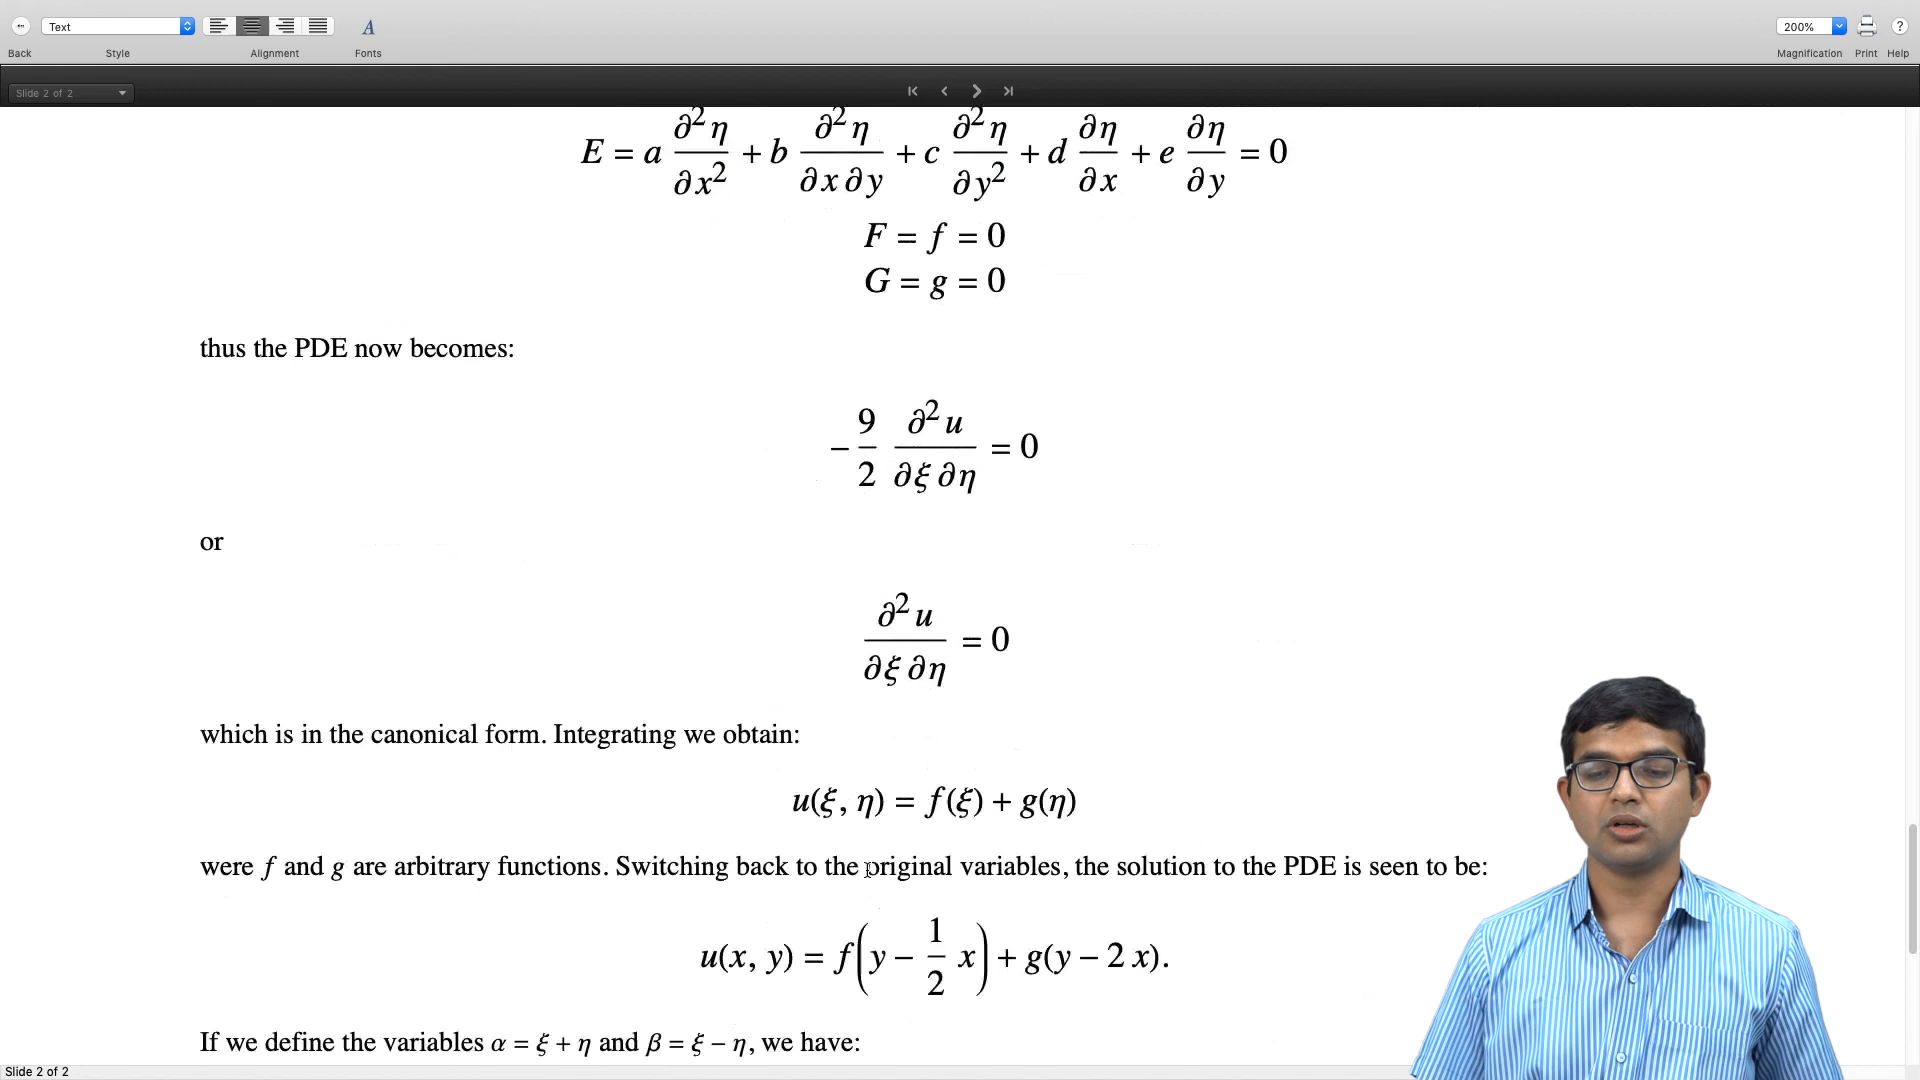 Text
200%
Back
Style
Alignment
Fonts
Magnification
Print
Help
Slide 2 of 2
E = a ∂²η/∂x² + b ∂²η/∂x ∂y + c ∂²η/∂y² + d ∂η/∂x + e ∂η/∂y = 0
F = f = 0
G = g = 0
thus the PDE now becomes:
− 9/2 ∂²u/∂ξ ∂η = 0
or
∂²u/∂ξ ∂η = 0
which is in the canonical form. Integrating we obtain:
u(ξ, η) = f(ξ) + g(η)
were f and g are arbitrary functions. Switching back to the original variables, the solution to the PDE is seen to be:
u(x, y) = f(y − 1/2 x) + g(y − 2 x).
If we define the variables α = ξ + η and β = ξ − η, we have:
Slide 2 of 2